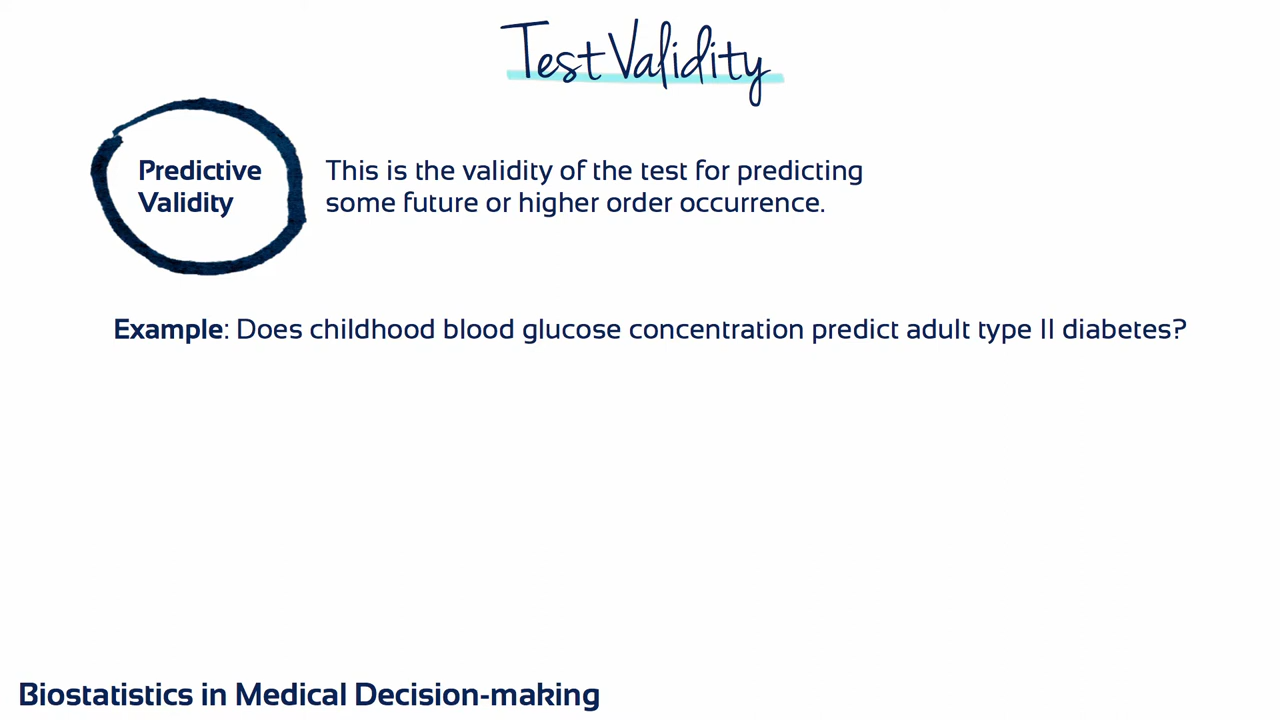 Test Validity
Predictive
Validity
This is the validity of the test for predicting
some future or higher order occurrence.
Example: Does childhood blood glucose concentration predict adult type II diabetes?
Biostatistics in Medical Decision-making